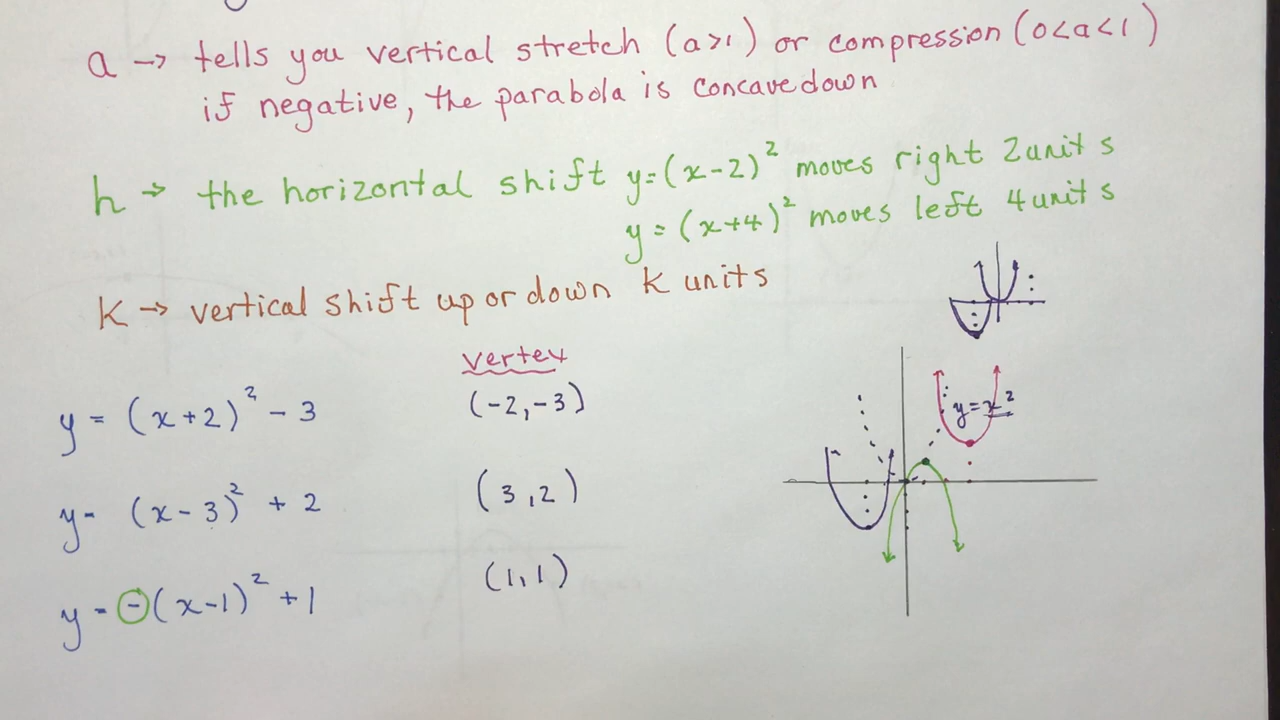 a → tells you vertical stretch (a>1) or compression (0<a<1)
if negative, the parabola is concave down
h → the horizontal shift y=(x-2)² moves right 2 units
y=(x+4)² moves left 4 units
K → vertical shift up or down K units
vertex
y = (x+2)² - 3 (-2,-3)
y=x²
y- (x-3)² + 2 (3,2)
y = -(x-1)² + 1 (1,1)